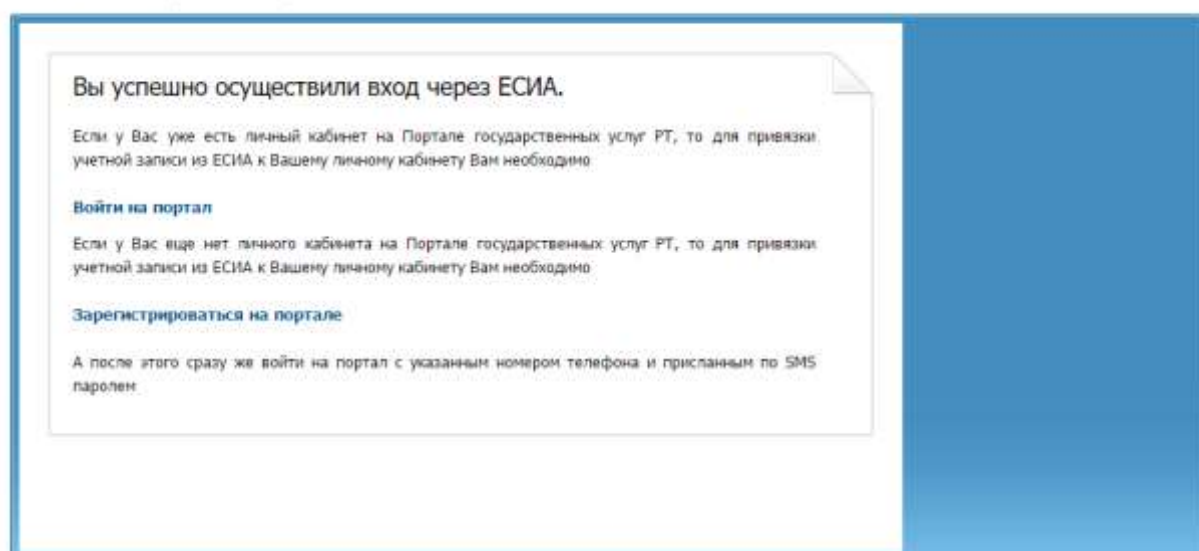 Вы успешно осуществили вход через ЕСИА.
Если у Вас уже есть личный кабинет на Портале государственных услуг РТ, то для привязки
учетной записи из ЕСИА к Вашему личному кабинету Вам необходимо
Войти на портал
Если у Вас еще нет личного кабинета на Портале государственных услуг РТ, то для привязки
учетной записи из ЕСИА к Вашему личному кабинету Вам необходимо
Зарегистрироваться на портале
А после этого сразу же войти на портал с указанным номером телефона и присланным по SMS
паролем